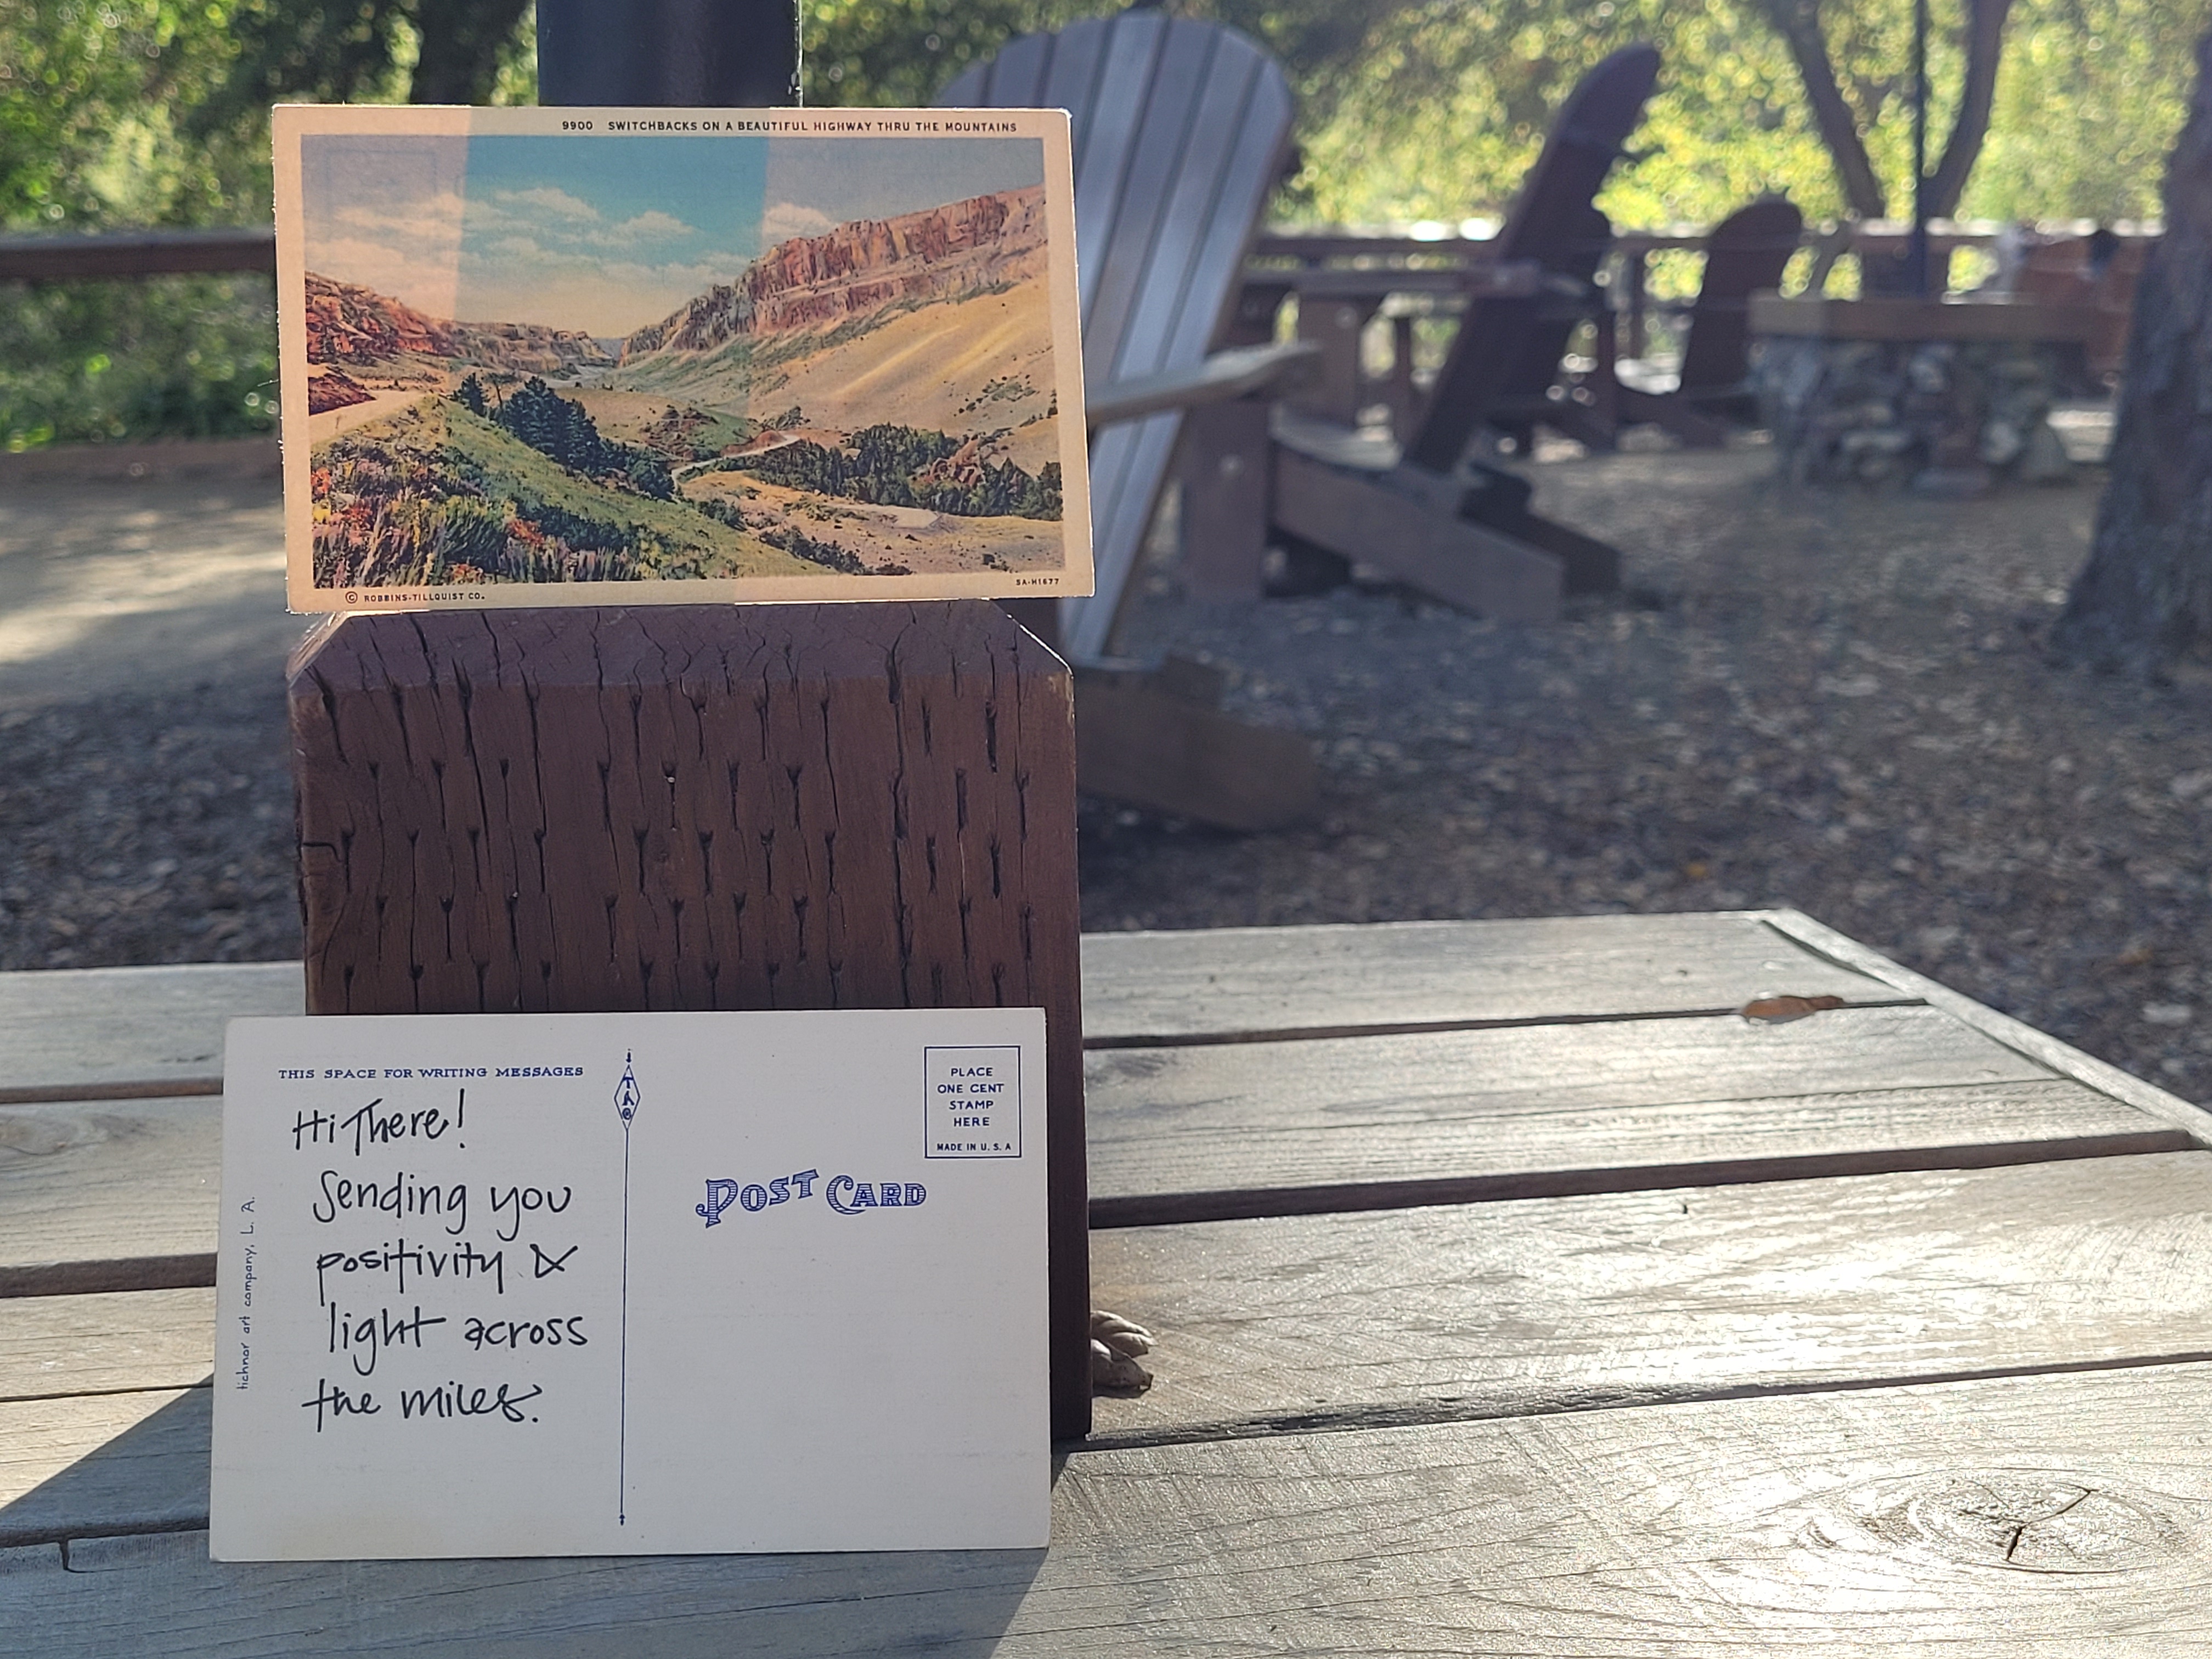 9900 SWITCHBACKS ON A BEAUTIFUL HIGHWAY THRU THE MOUNTAINS
© ROBBINS-TILLQUIST CO.
5A-H1677
THIS SPACE FOR WRITING MESSAGES
Hi There!
Sending you
positivity &
light across
the miles.
tichnor art company, L. A.
TAC
PLACE
ONE CENT
STAMP
HERE
MADE IN U. S. A
POST CARD